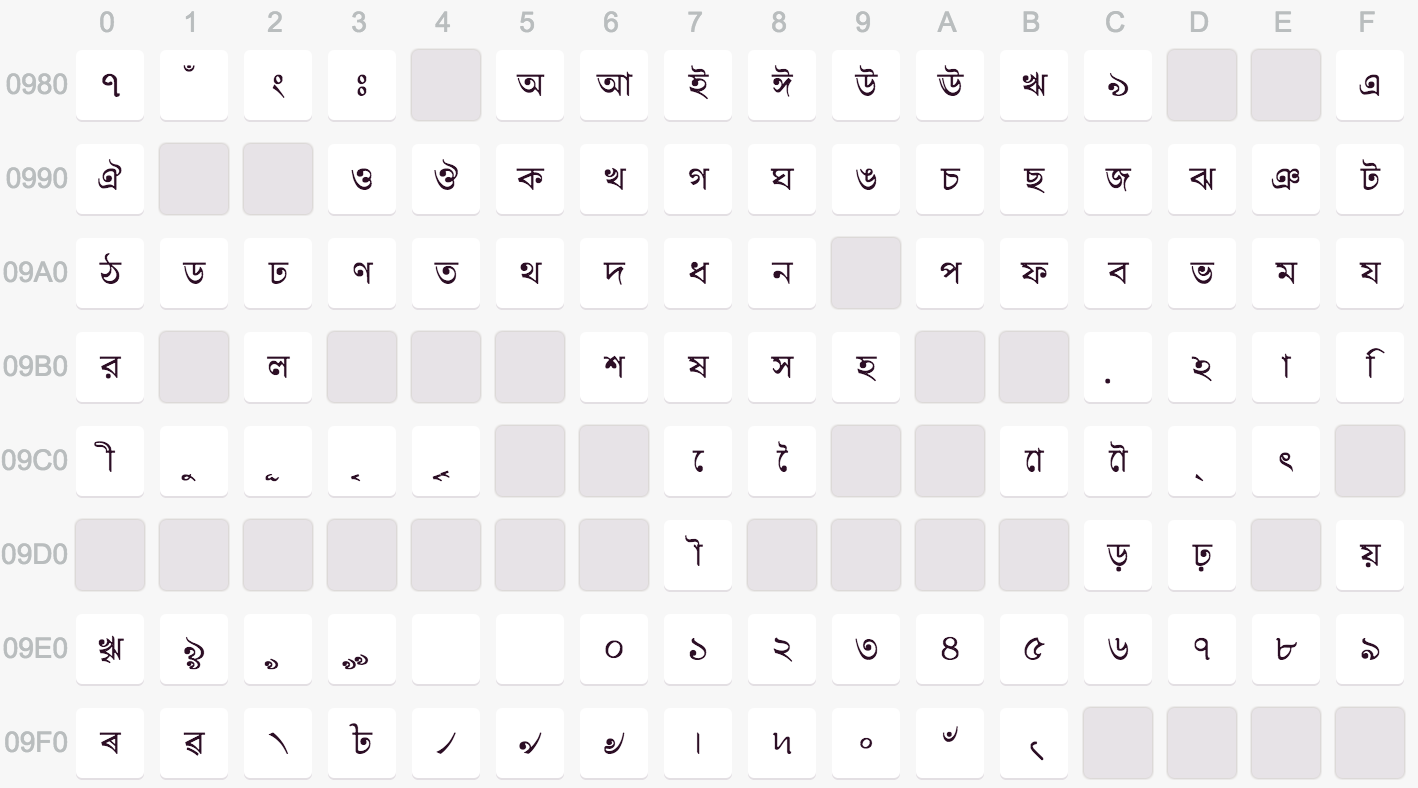 0 1 2 3 4 5 6 7 8 9 A B C D E F
0980 ঀ ঁ ং ঃ অ আ ই ঈ উ ঊ ঋ ঌ এ
0990 ঐ ও ঔ ক খ গ ঘ ঙ চ ছ জ ঝ ঞ ট
09A0 ঠ ড ঢ ণ ত থ দ ধ ন প ফ ব ভ ম য
09B0 র ল শ ষ স হ ় ঽ া ি
09C0 ী ু ূ ৃ ৄ ে ৈ ো ৌ ্ ৎ
09D0 ৗ ড় ঢ় য়
09E0 ৠ ৡ ৢ ৣ ০ ১ ২ ৩ ৪ ৫ ৬ ৭ ৮ ৯
09F0 ৰ ৱ ৲ ৳ ৴ ৵ ৶ ৷ ৸ ৹ ৺ ৻